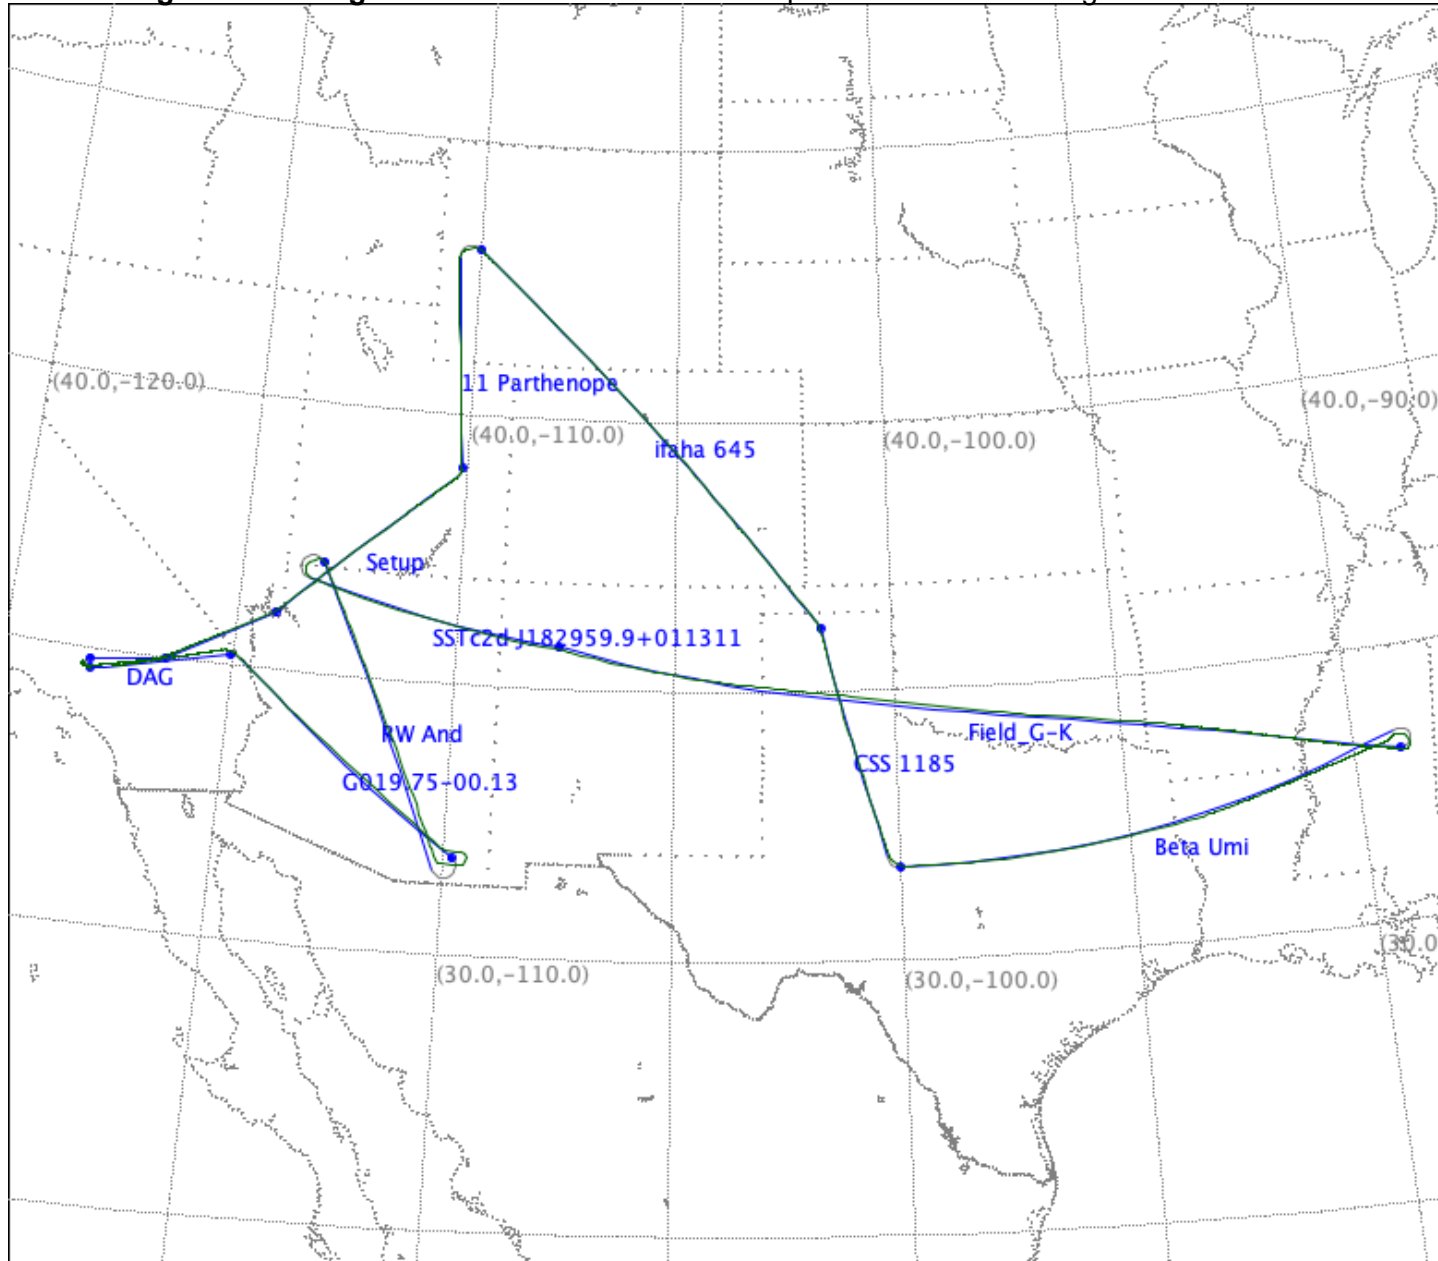 (40.0,-120.0)
11 Parthenope
(40.0,-90.0)
(40.0,-110.0)
(40.0,-100.0)
ifaha 645
Setup
SSTc2d J182959.9+011311
DAG
RW And
Field_G-K
CSS 1185
G019.75-00.13
Beta Umi
(30.0
(30.0,-110.0)
(30.0,-100.0)